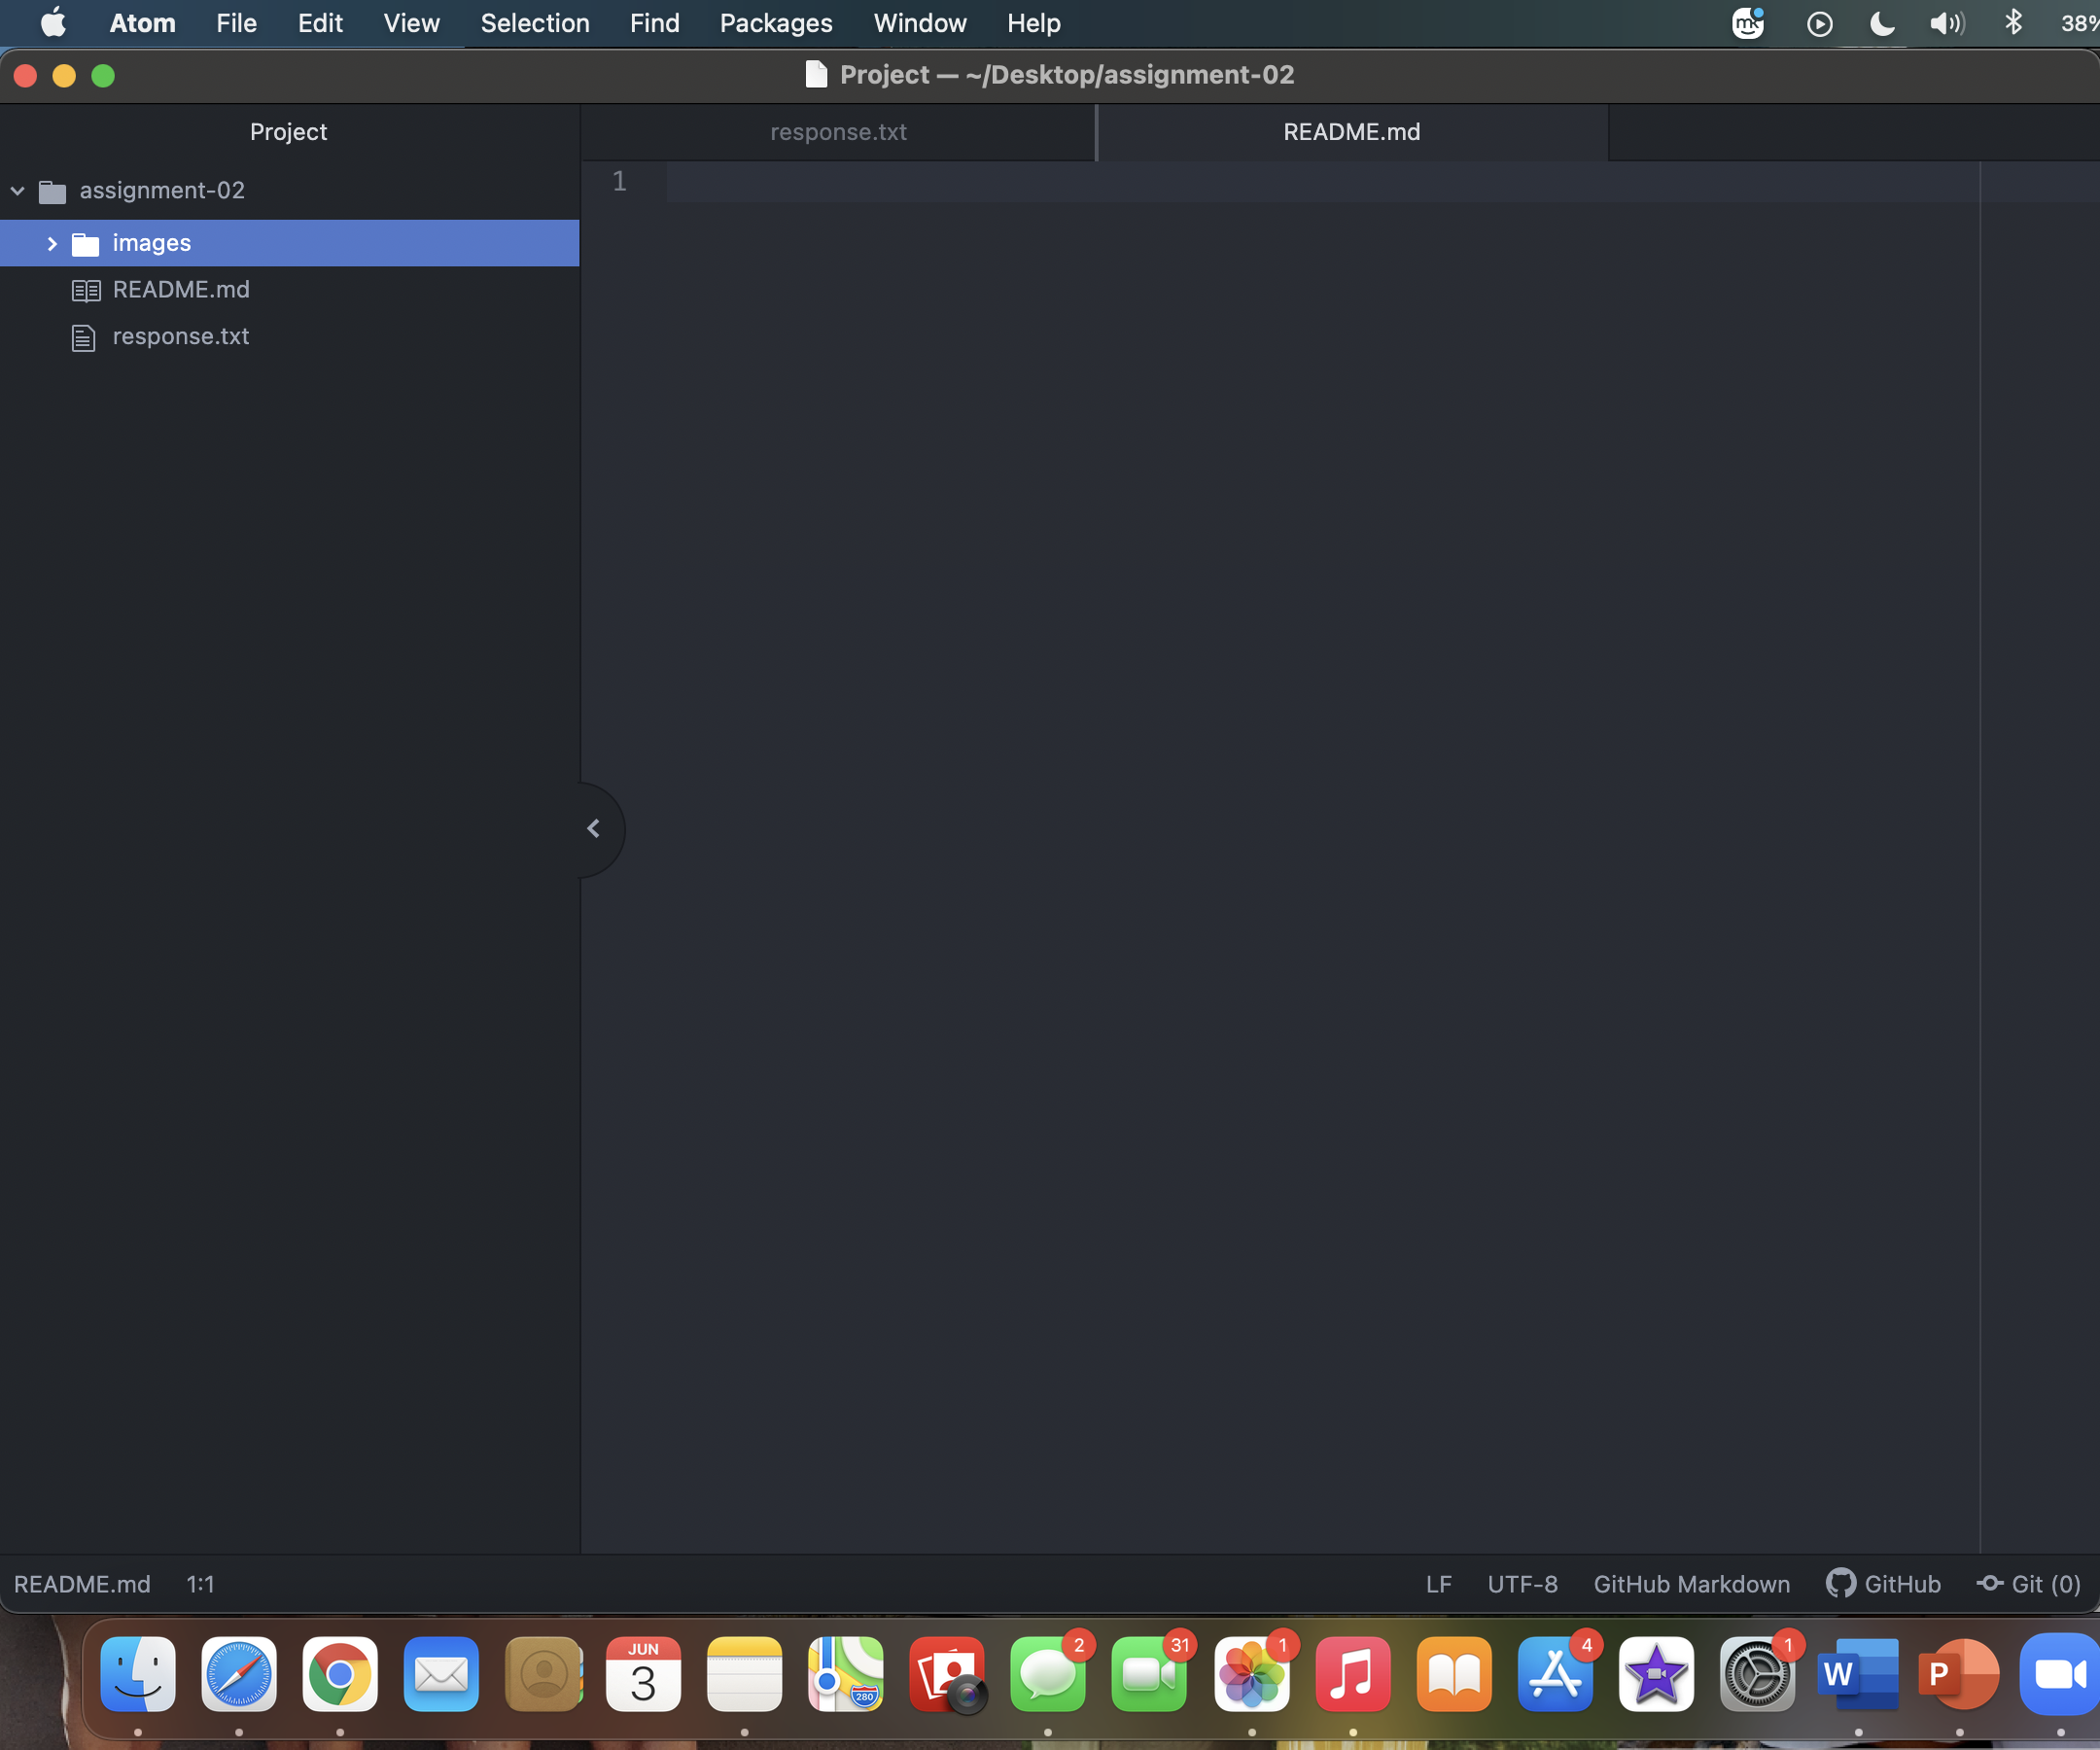 Atom File Edit View Selection Find Packages Window Help 38%
Project — ~/Desktop/assignment-02
Project
response.txt
README.md
assignment-02
images
README.md
response.txt
1
README.md 1:1
LF UTF-8 GitHub Markdown GitHub Git (0)
JUN
3
280
2
31
1
4
1
W
P